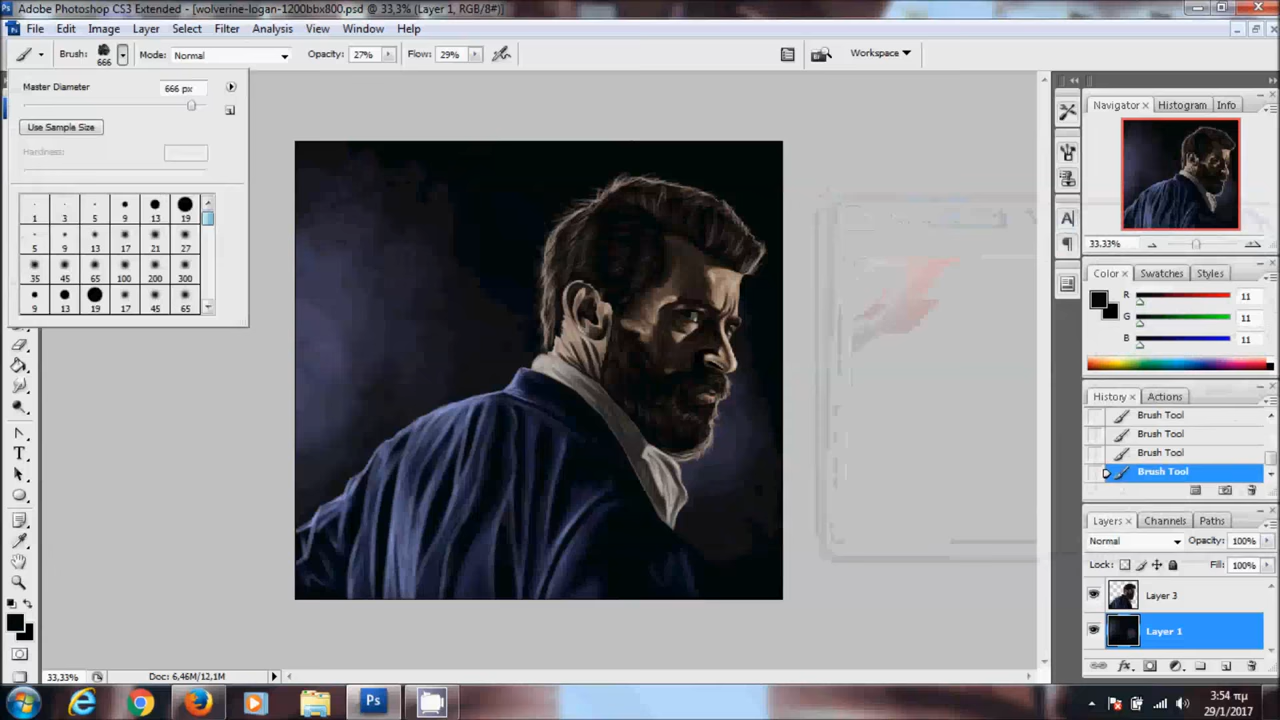 Adobe Photoshop CS3 Extended - [wolverine-logan-1200bbx800.psd @ 33,3% (Layer 1, RGB/8#)]
File Edit Image Layer Select Filter Analysis View Window Help
Brush: 666 Mode: Normal Opacity: 27% Flow: 29% Workspace
Master Diameter 666 px
Use Sample Size
Hardness:
1 3 5 9 13 19
5 9 13 17 21 27
35 45 65 100 200 300
9 13 19 17 45 65
Navigator Histogram Info
33.33%
Color Swatches Styles
R 11
G 11
B 11
History Actions
Brush Tool
Brush Tool
Brush Tool
Brush Tool
Layers Channels Paths
Normal Opacity: 100%
Lock: Fill: 100%
Layer 3
Layer 1
33,33% Doc: 6,46M/12,1M
3:54 πμ
29/1/2017